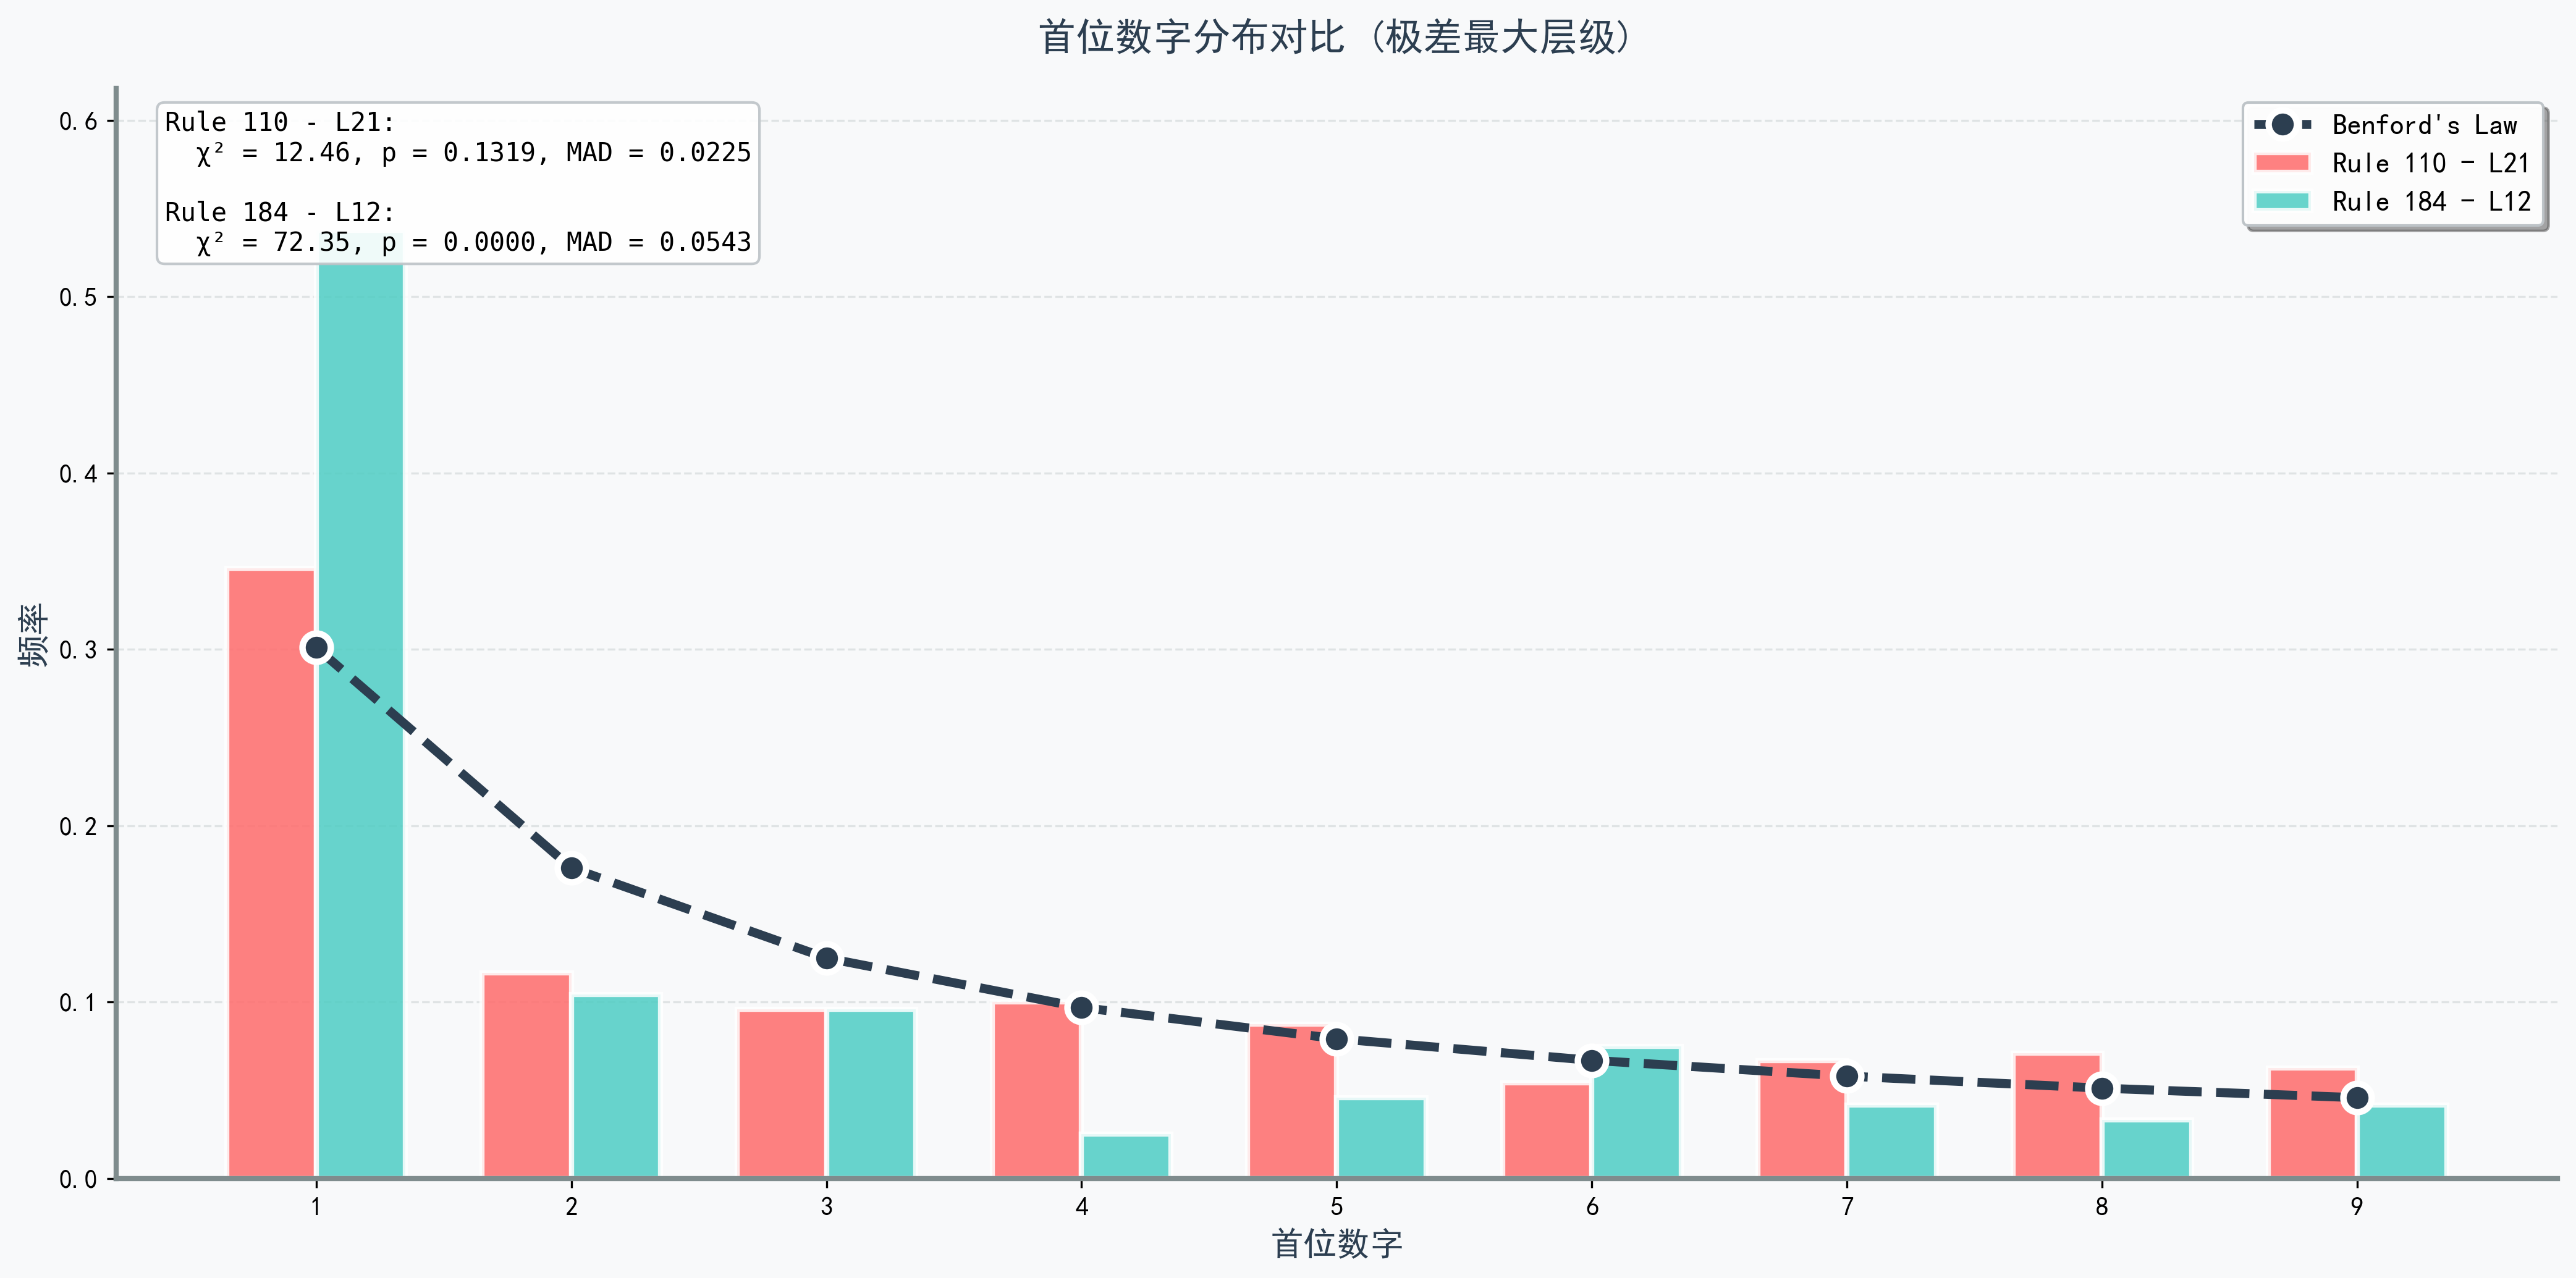 首位数字分布对比 (极差最大层级)
Rule 110 - L21:
χ² = 12.46, p = 0.1319, MAD = 0.0225
Rule 184 - L12:
χ² = 72.35, p = 0.0000, MAD = 0.0543
Benford's Law
Rule 110 - L21
Rule 184 - L12
频率
0.6
0.5
0.4
0.3
0.2
0.1
0.0
1 2 3 4 5 6 7 8 9
首位数字